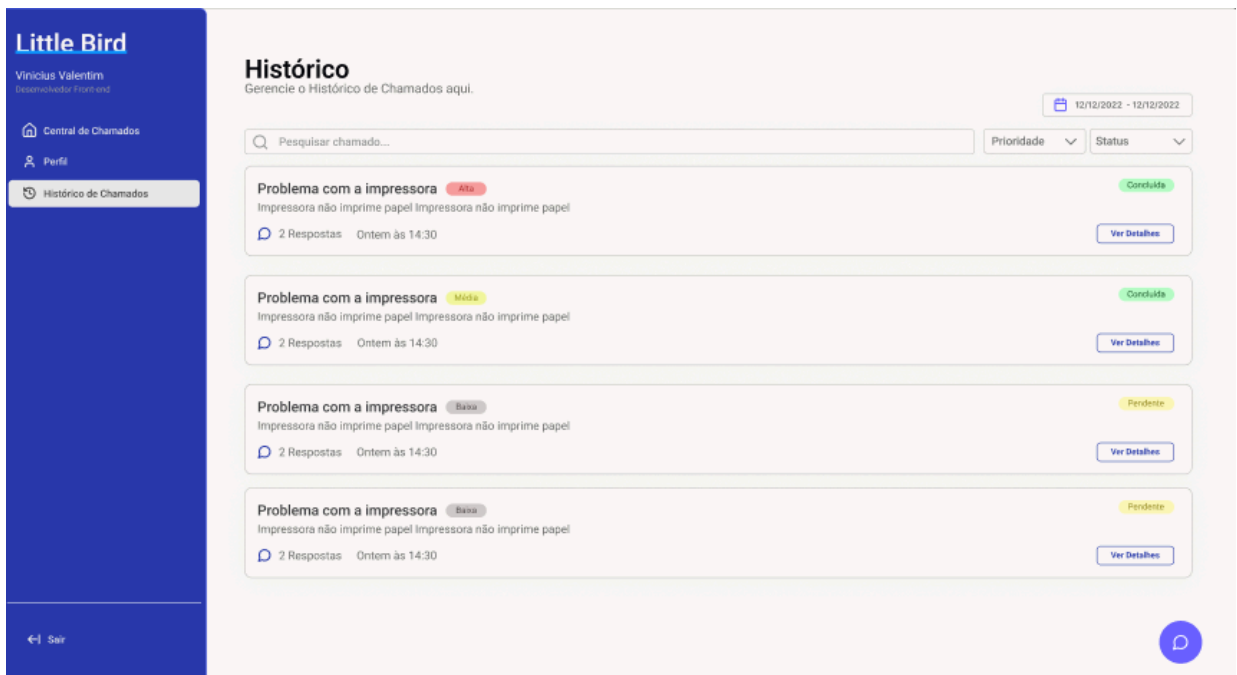 Little Bird
Vinicius Valentim
Desenvolvedor Front-end
Central de Chamados
Perfil
Histórico de Chamados
Sair
Histórico
Gerencie o Histórico de Chamados aqui.
12/12/2022 - 12/12/2022
Pesquisar chamado...
Prioridade
Status
Problema com a impressora Alta
Concluída
Impressora não imprime papel Impressora não imprime papel
2 Respostas Ontem às 14:30
Ver Detalhes
Problema com a impressora Média
Concluída
Impressora não imprime papel Impressora não imprime papel
2 Respostas Ontem às 14:30
Ver Detalhes
Problema com a impressora Baixa
Pendente
Impressora não imprime papel Impressora não imprime papel
2 Respostas Ontem às 14:30
Ver Detalhes
Problema com a impressora Baixa
Pendente
Impressora não imprime papel Impressora não imprime papel
2 Respostas Ontem às 14:30
Ver Detalhes